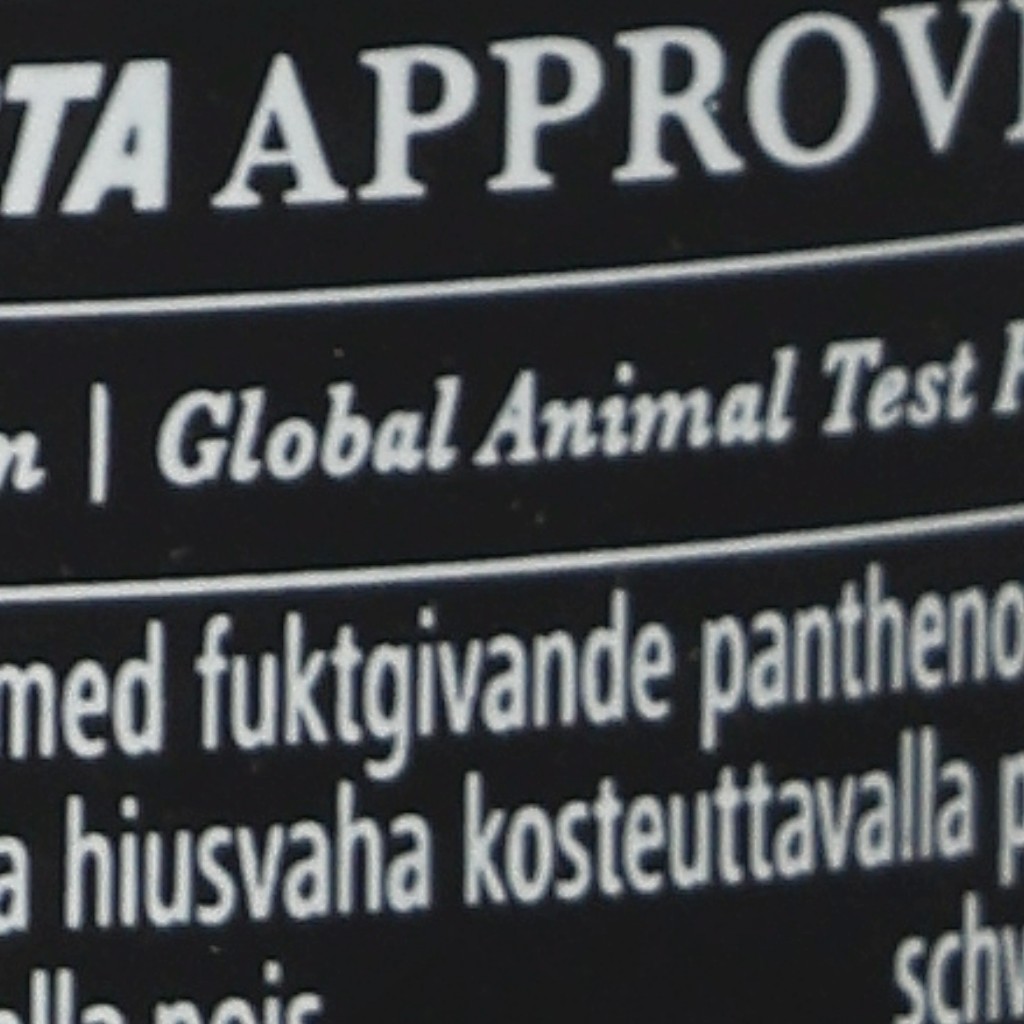 TA APPROV
| Global Animal Test
med fuktgivande pantheno
hiusvaha kosteuttavalla p
schw